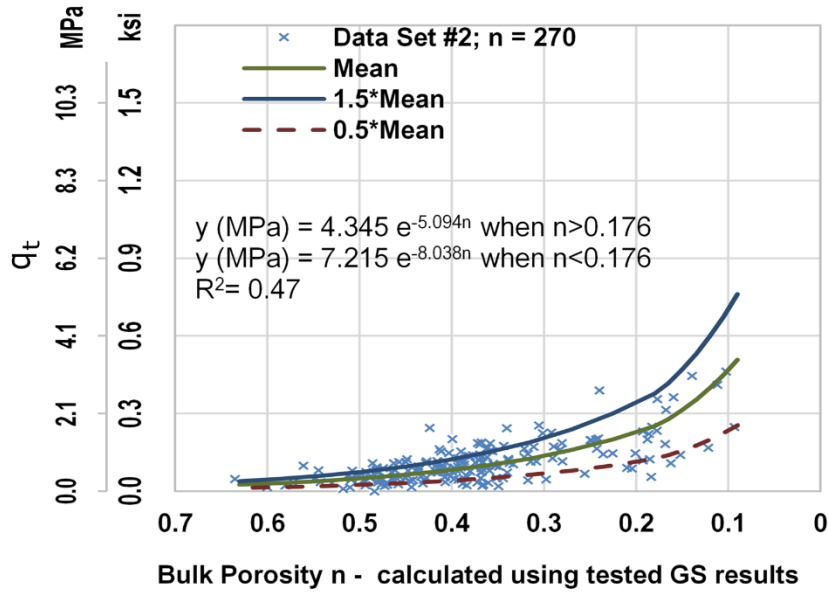 MPa
ksi
Data Set #2; n = 270
Mean
1.5*Mean
0.5*Mean
10.3
1.5
8.3
1.2
6.2
0.9
4.1
0.6
2.1
0.3
0.0
0.0
qt
y (MPa) = 4.345 e-5.094n when n>0.176
y (MPa) = 7.215 e-8.038n when n<0.176
R2= 0.47
0.7 0.6 0.5 0.4 0.3 0.2 0.1 0
Bulk Porosity n - calculated using tested GS results